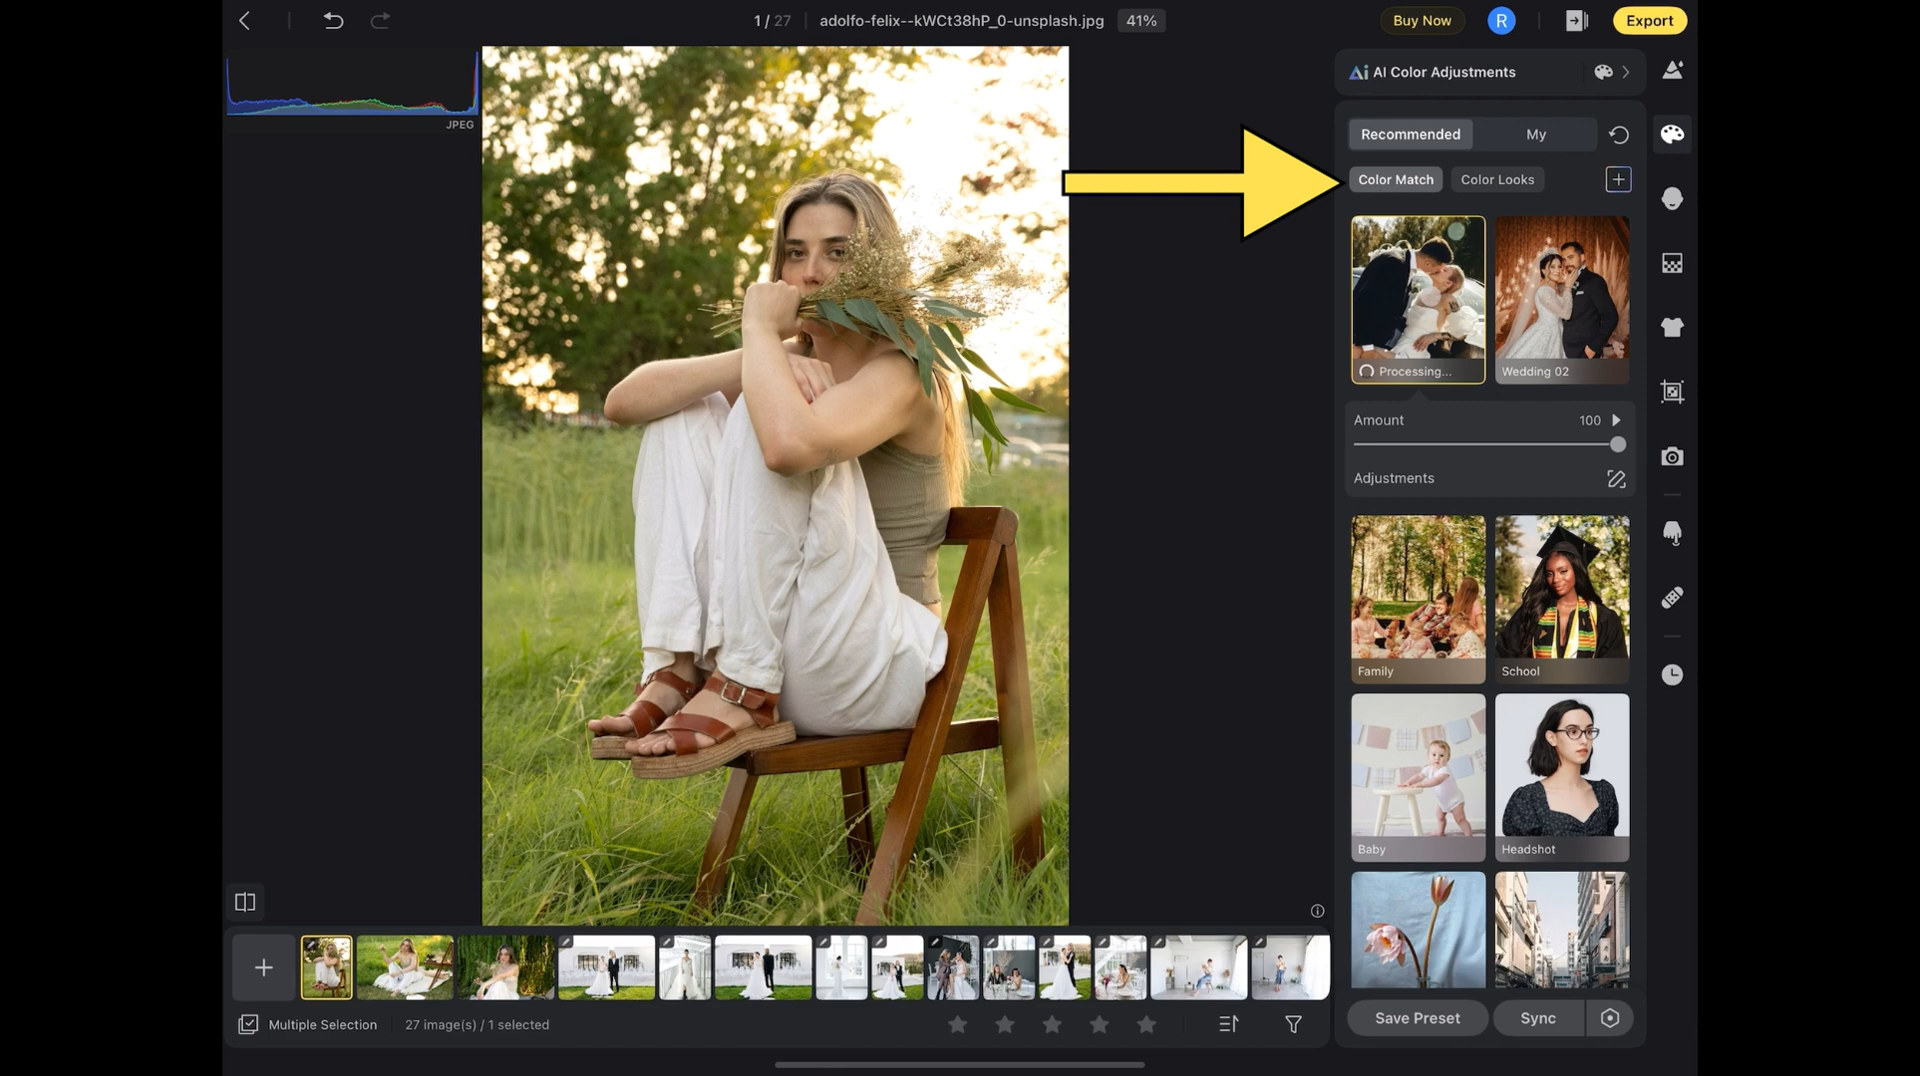 1 / 27 adolfo-felix--kWCt38hP_0-unsplash.jpg 41% Buy Now R Export
JPEG
Ai AI Color Adjustments
Recommended My
Color Match Color Looks
Processing... Wedding 02
Amount 100
Adjustments
Family School
Baby Headshot
Multiple Selection 27 image(s) / 1 selected
Save Preset Sync